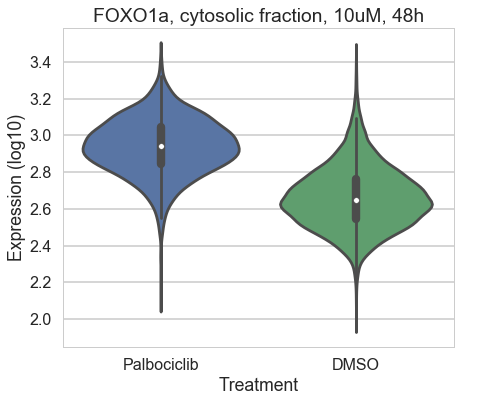 FOXO1a, cytosolic fraction, 10uM, 48h
Expression (log10)
3.4
3.2
3.0
2.8
2.6
2.4
2.2
2.0
Palbociclib
DMSO
Treatment